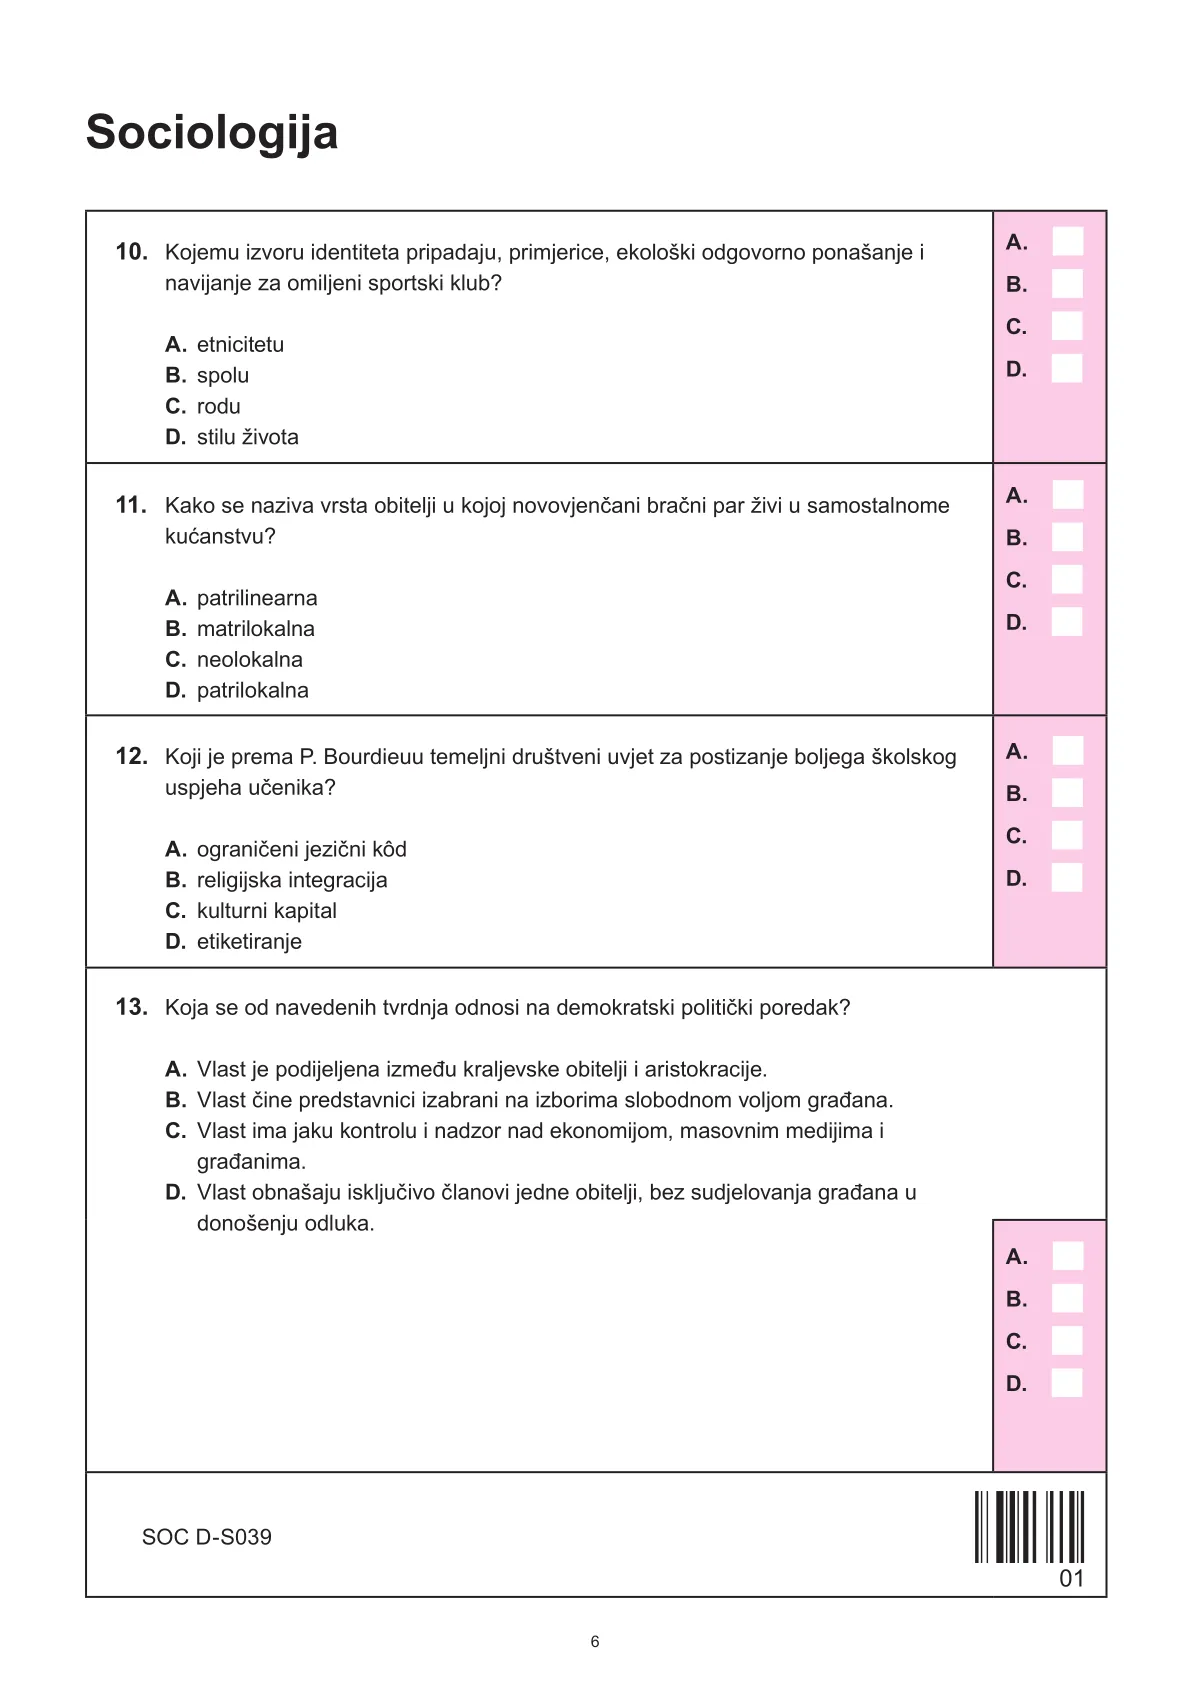 Sociologija
10. Kojemu izvoru identiteta pripadaju, primjerice, ekološki odgovorno ponašanje i
navijanje za omiljeni sportski klub?
A. etnicitetu
B. spolu
C. rodu
D. stilu života
A.
B.
C.
D.
11. Kako se naziva vrsta obitelji u kojoj novovjenčani bračni par živi u samostalnome
kućanstvu?
A. patrilinearna
B. matrilokalna
C. neolokalna
D. patrilokalna
A.
B.
C.
D.
12. Koji je prema P. Bourdieuu temeljni društveni uvjet za postizanje boljega školskog
uspjeha učenika?
A. ograničeni jezični kôd
B. religijska integracija
C. kulturni kapital
D. etiketiranje
A.
B.
C.
D.
13. Koja se od navedenih tvrdnja odnosi na demokratski politički poredak?
A. Vlast je podijeljena između kraljevske obitelji i aristokracije.
B. Vlast čine predstavnici izabrani na izborima slobodnom voljom građana.
C. Vlast ima jaku kontrolu i nadzor nad ekonomijom, masovnim medijima i
građanima.
D. Vlast obnašaju isključivo članovi jedne obitelji, bez sudjelovanja građana u
donošenju odluka.
A.
B.
C.
D.
SOC D-S039
01
6